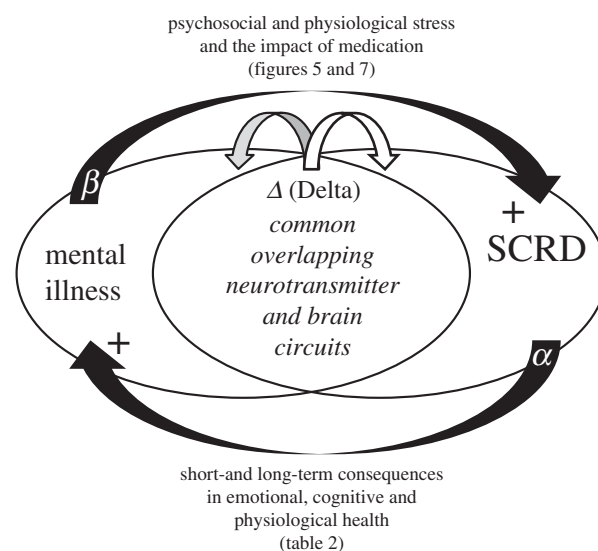 psychosocial and physiological stress
and the impact of medication
(figures 5 and 7)
β
Δ (Delta)
common
overlapping
neurotransmitter
and brain
circuits
mental
illness
+
+
SCRD
α
short-and long-term consequences
in emotional, cognitive and
physiological health
(table 2)